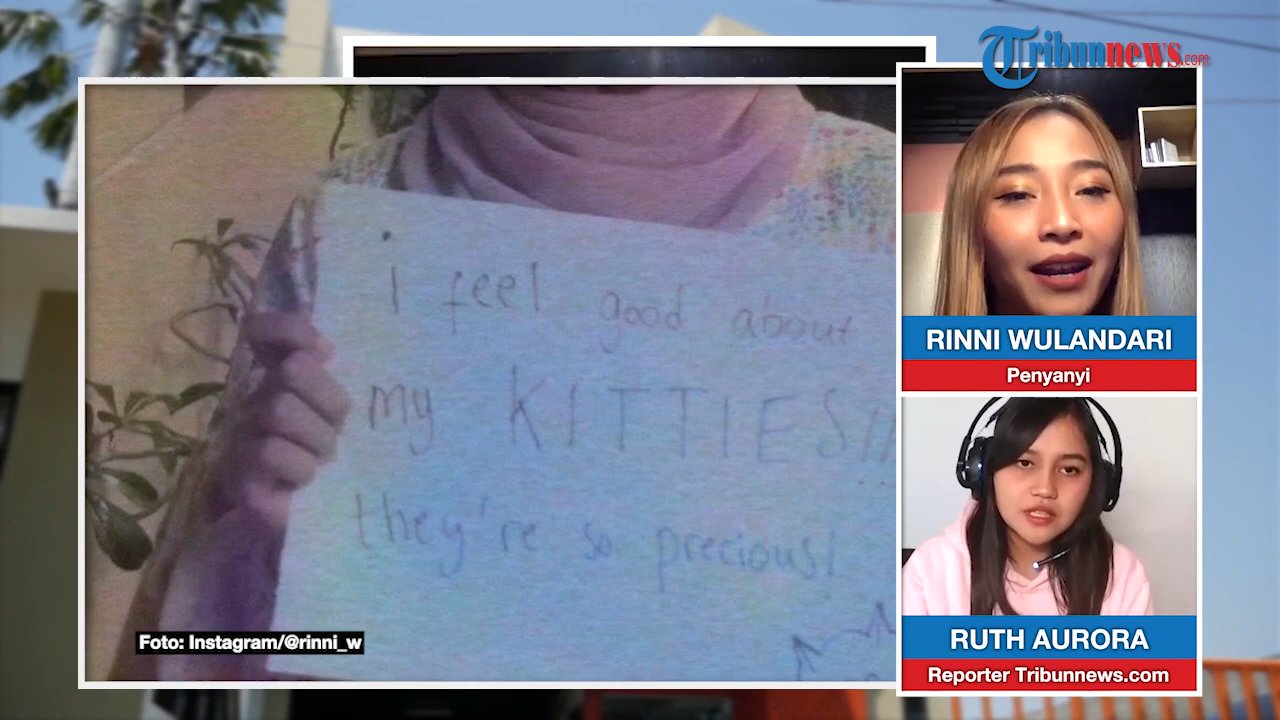 Tribunnews.com
i feel good about
my KITTIES!!
they're so precious!
Foto: Instagram/@rinni_w
RINNI WULANDARI
Penyanyi
RUTH AURORA
Reporter Tribunnews.com